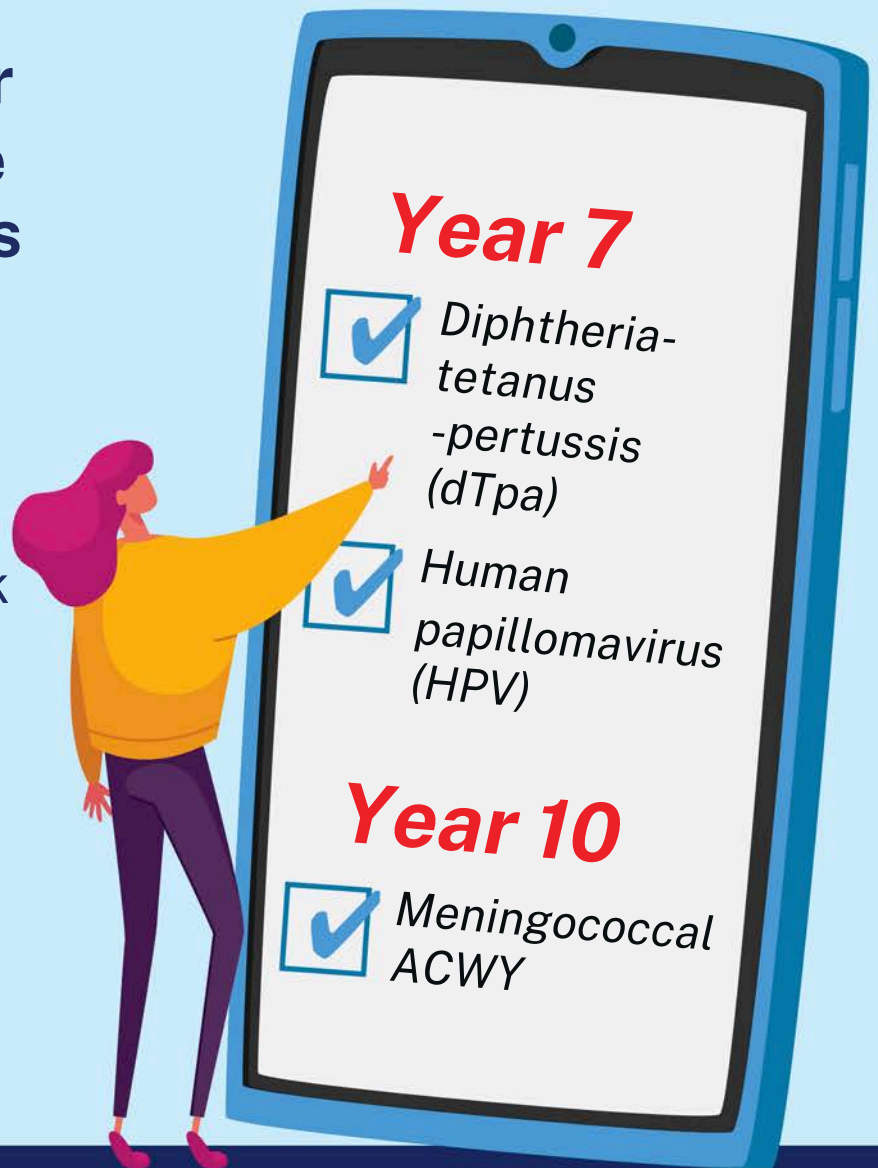 Year 7
Diphtheria-
tetanus
-pertussis
(dTpa)
Human
papillomavirus
(HPV)
Year 10
Meningococcal
ACWY